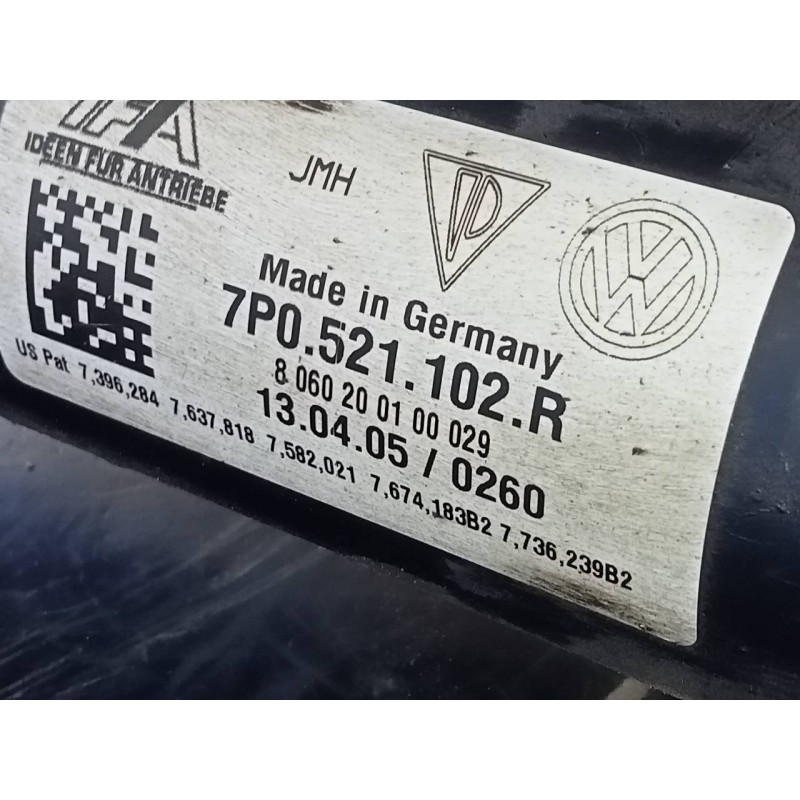 IFA
IDEEN FÜR ANTRIEBE
JMH
Made in Germany
7P0.521.102.R
8 060 20 01 00 029
13.04.05 / 0260
US Pat 7,396,284 7,637,818 7,582,021 7,674,183B2 7,736,239B2